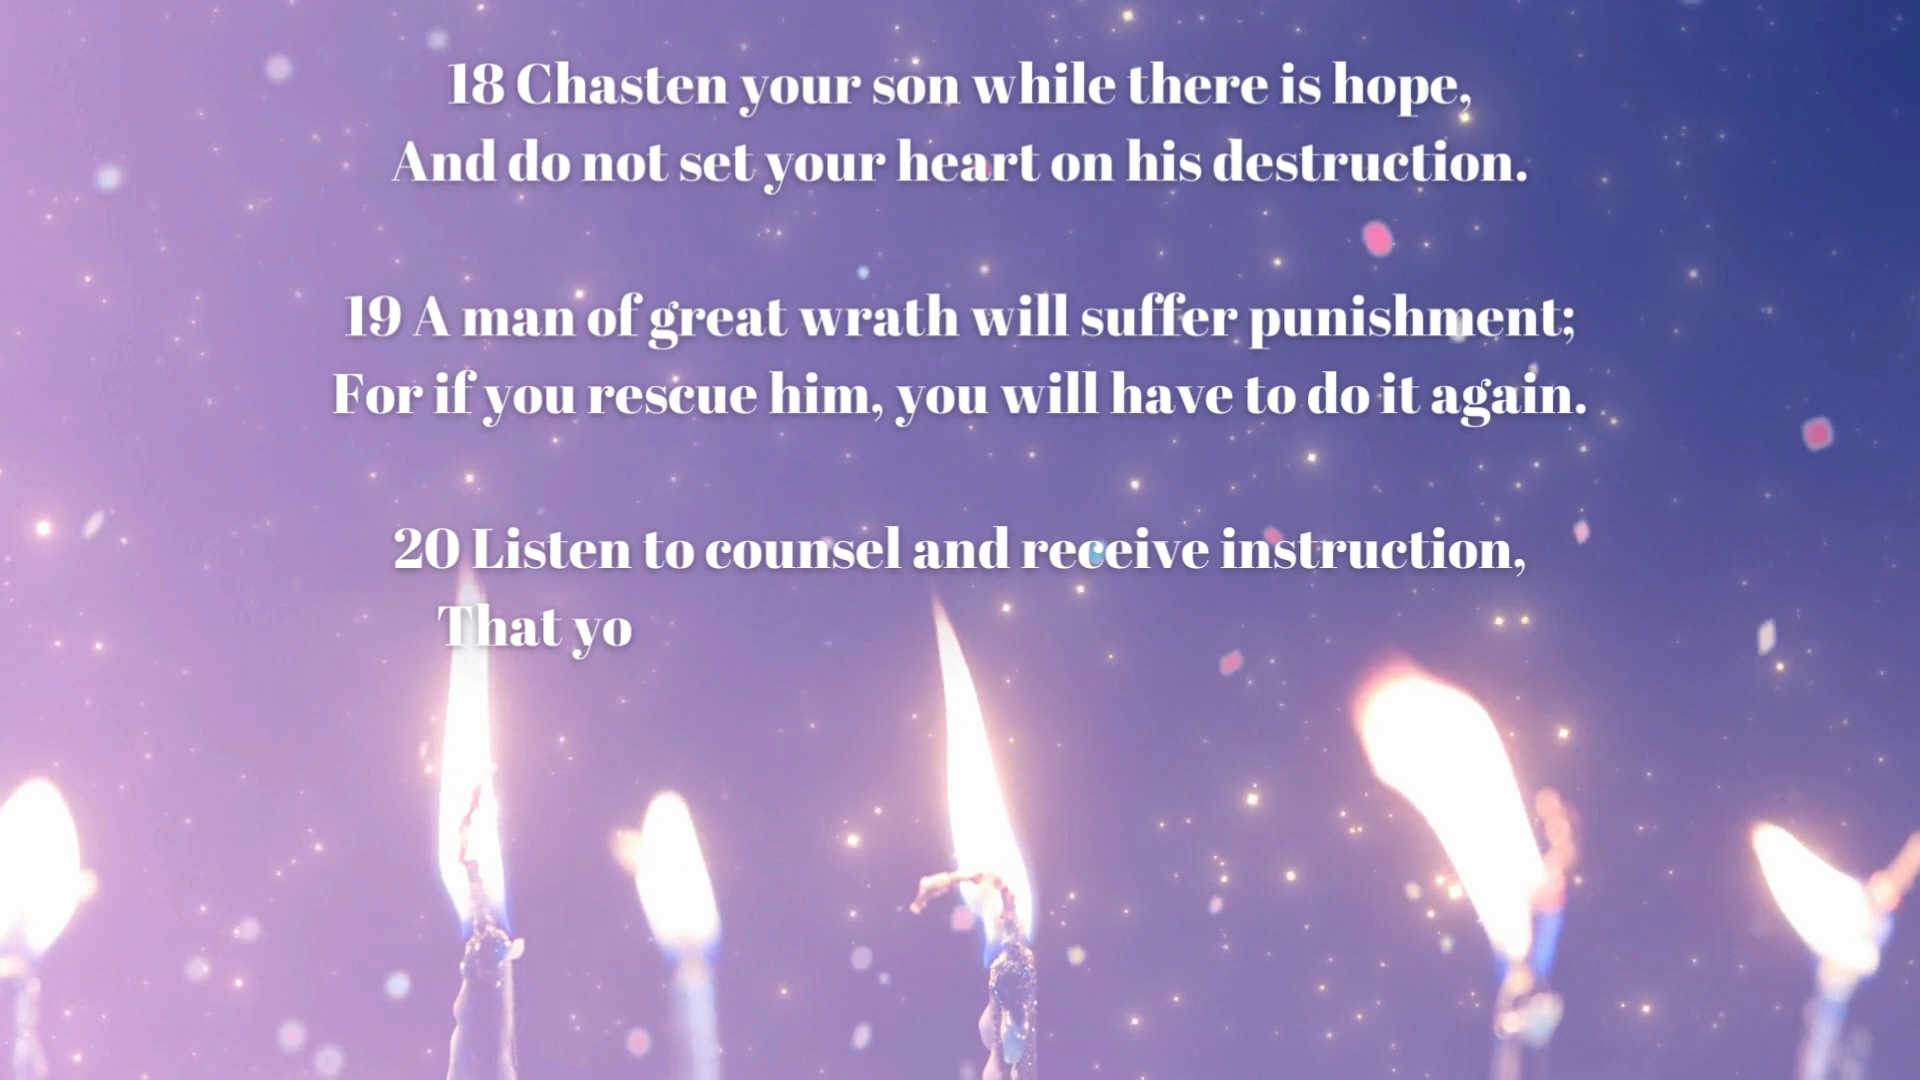 18 Chasten your son while there is hope,
And do not set your heart on his destruction.
19 A man of great wrath will suffer punishment;
For if you rescue him, you will have to do it again.
20 Listen to counsel and receive instruction,
That yo